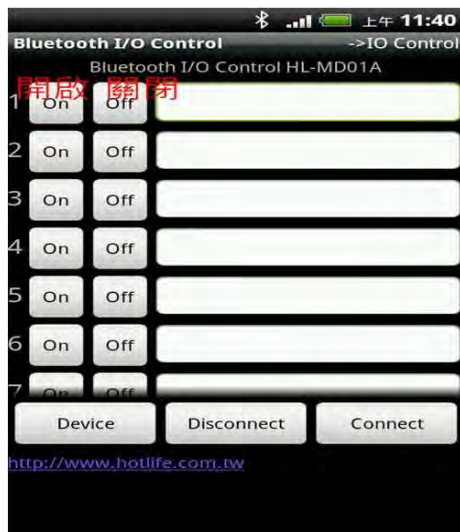 上午 11:40
Bluetooth I/O Control ->IO Control
Bluetooth I/O Control HL-MD01A
開啟 關閉
1 On Off
2 On Off
3 On Off
4 On Off
5 On Off
6 On Off
7 On Off
Device Disconnect Connect
http://www.hotlife.com.tw